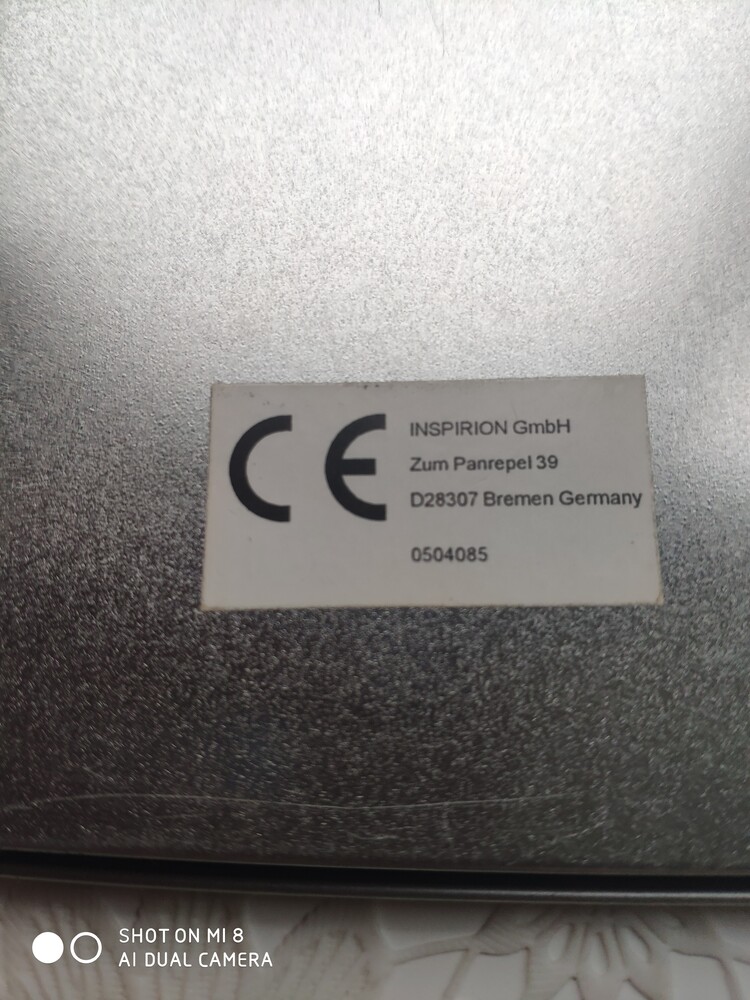 CE
INSPIRION GmbH
Zum Panrepel 39
D28307 Bremen Germany
0504085
SHOT ON MI 8
AI DUAL CAMERA